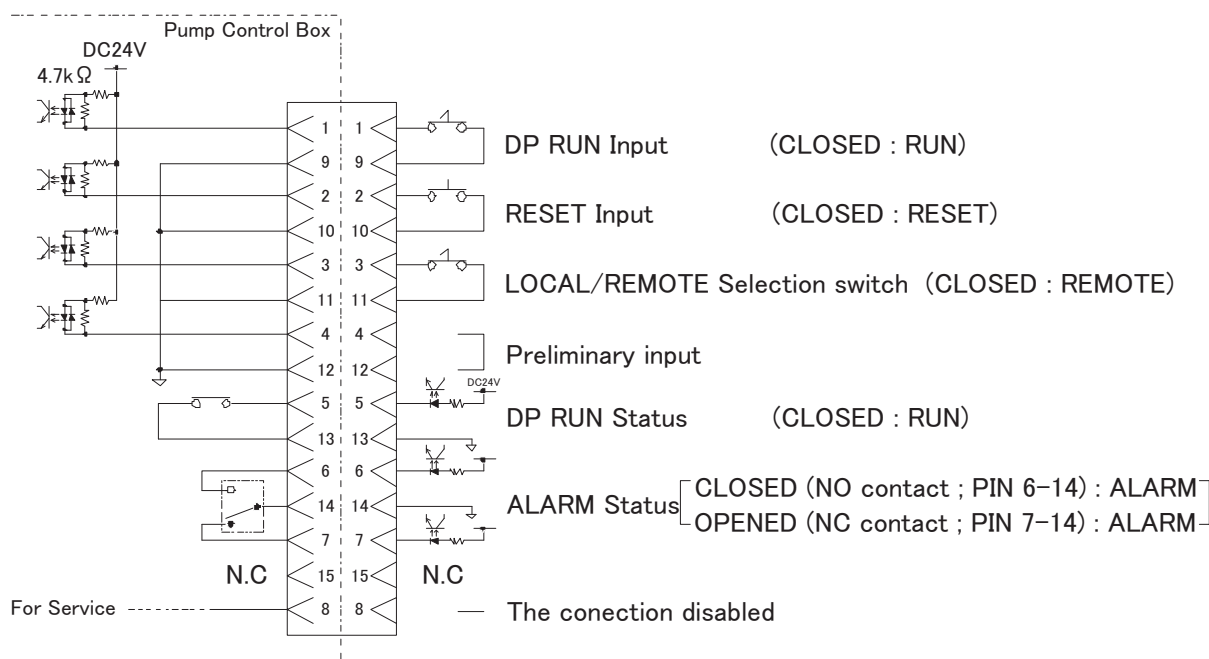 Pump Control Box
DC24V
4.7kΩ
1 1
DP RUN Input (CLOSED : RUN)
9 9
2 2
RESET Input (CLOSED : RESET)
10 10
3 3
LOCAL/REMOTE Selection switch (CLOSED : REMOTE)
11 11
4 4
Preliminary input
12 12
DC24V
5 5
DP RUN Status (CLOSED : RUN)
13 13
6 6
CLOSED (NO contact ; PIN 6-14) : ALARM
14 14
ALARM Status
OPENED (NC contact ; PIN 7-14) : ALARM
7 7
N.C 15 15 N.C
For Service 8 8 The conection disabled